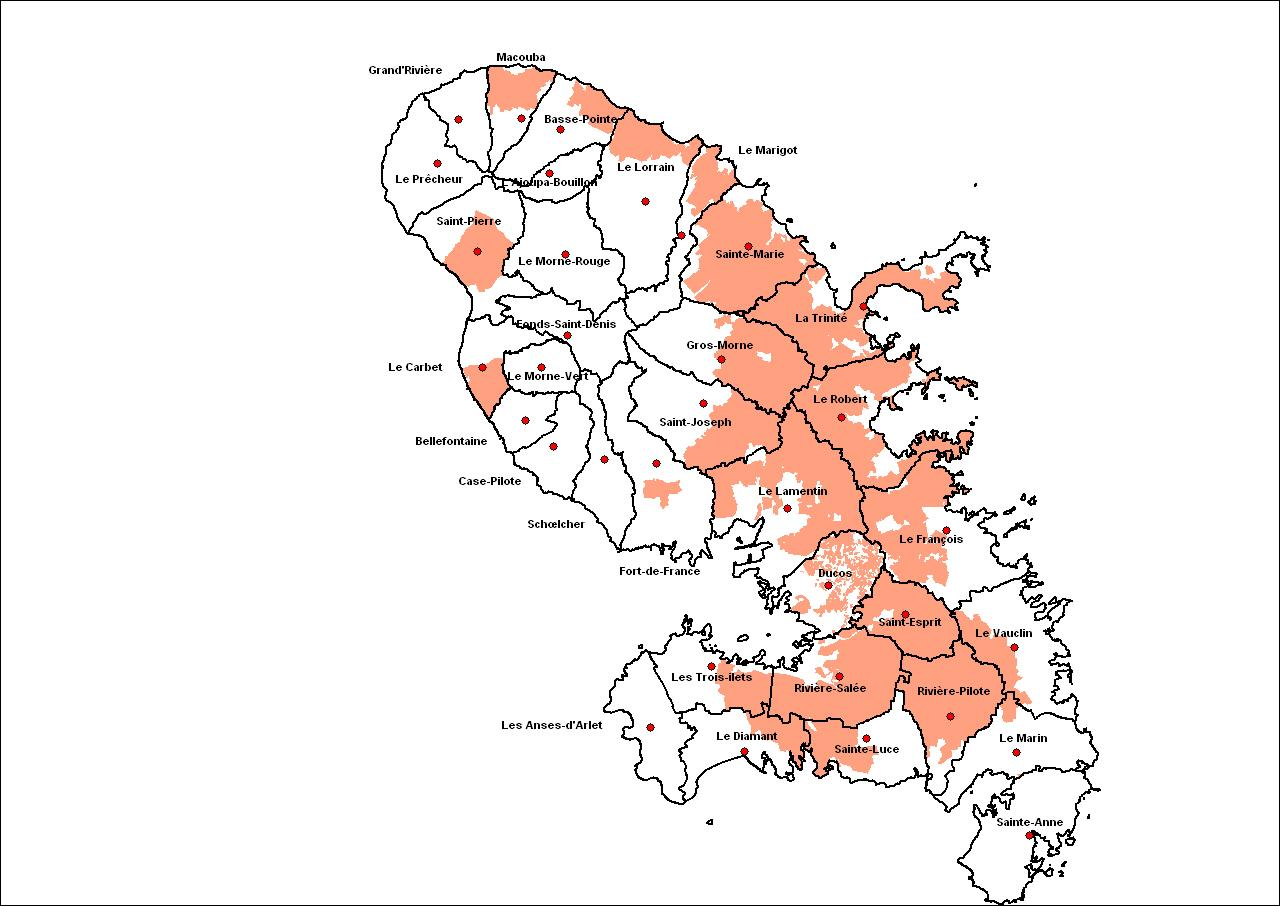 Macouba
Grand'Rivière
Basse-Pointe
Le Marigot
Le Lorrain
Le Prêcheur
L'Ajoupa-Bouillon
Saint-Pierre
Sainte-Marie
Le Morne-Rouge
La Trinité
Fonds-Saint-Denis
Gros-Morne
Le Carbet
Le Morne-Vert
Le Robert
Saint-Joseph
Bellefontaine
Case-Pilote
Le Lamentin
Schœlcher
Le François
Fort-de-France
Ducos
Saint-Esprit
Le Vauclin
Les Trois-ilets
Rivière-Salée
Rivière-Pilote
Les Anses-d'Arlet
Le Diamant
Le Marin
Sainte-Luce
Sainte-Anne